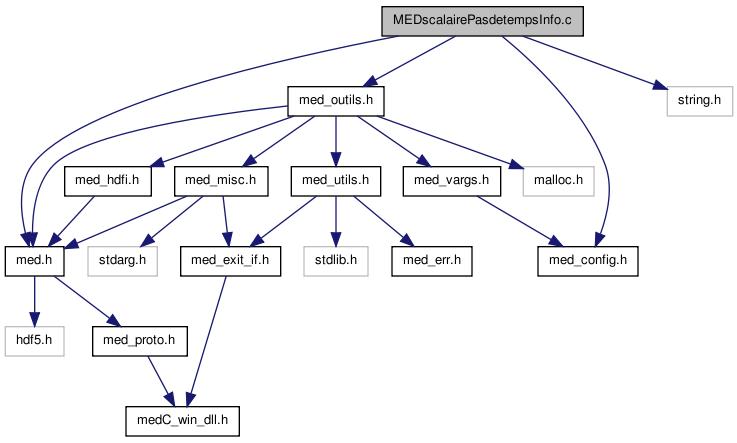 MEDscalairePasdetempsInfo.c
med_outils.h
string.h
med_hdfi.h
med_misc.h
med_utils.h
med_vargs.h
malloc.h
med.h
stdarg.h
med_exit_if.h
stdlib.h
med_err.h
med_config.h
hdf5.h
med_proto.h
medC_win_dll.h